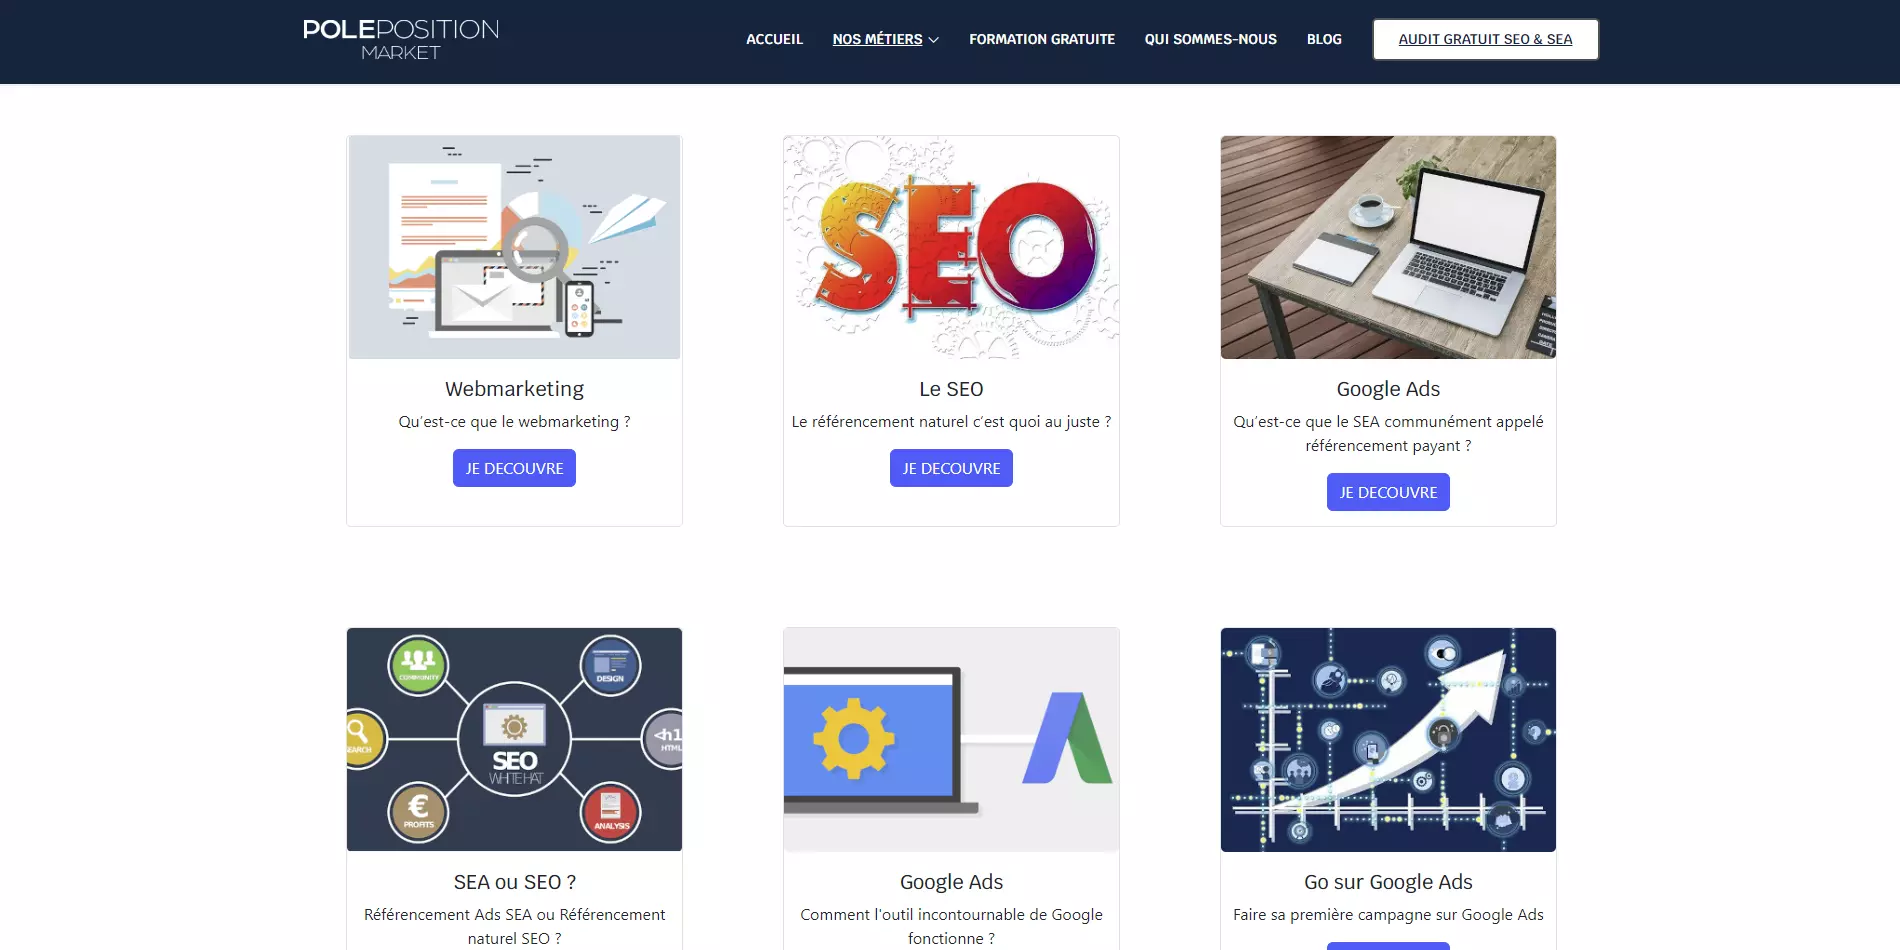 POLEPOSITION
MARKET
ACCUEIL
NOS MÉTIERS
FORMATION GRATUITE
QUI SOMMES-NOUS
BLOG
AUDIT GRATUIT SEO & SEA
SEO
Webmarketing
Qu'est-ce que le webmarketing ?
JE DECOUVRE
Le SEO
Le référencement naturel c'est quoi au juste ?
JE DECOUVRE
Google Ads
Qu'est-ce que le SEA communément appelé
référencement payant ?
JE DECOUVRE
COMMUNITY
DESIGN
SEARCH
SEO
WHITEHAT
<h1
HTML
€
PROFITS
ANALYSIS
SEA ou SEO ?
Référencement Ads SEA ou Référencement
naturel SEO ?
Google Ads
Comment l'outil incontournable de Google
fonctionne ?
Go sur Google Ads
Faire sa première campagne sur Google Ads